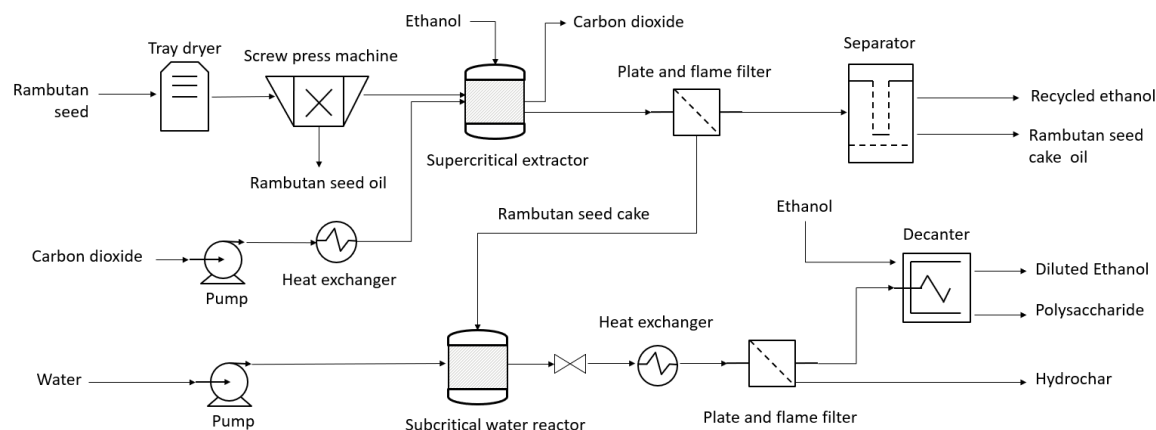 Ethanol
Carbon dioxide
Tray dryer
Screw press machine
Separator
Plate and flame filter
Rambutan
seed
Recycled ethanol
Rambutan seed
cake oil
Supercritical extractor
Rambutan seed oil
Rambutan seed cake
Ethanol
Decanter
Carbon dioxide
Heat exchanger
Pump
Diluted Ethanol
Polysaccharide
Heat exchanger
Water
Hydrochar
Pump
Subcritical water reactor
Plate and flame filter